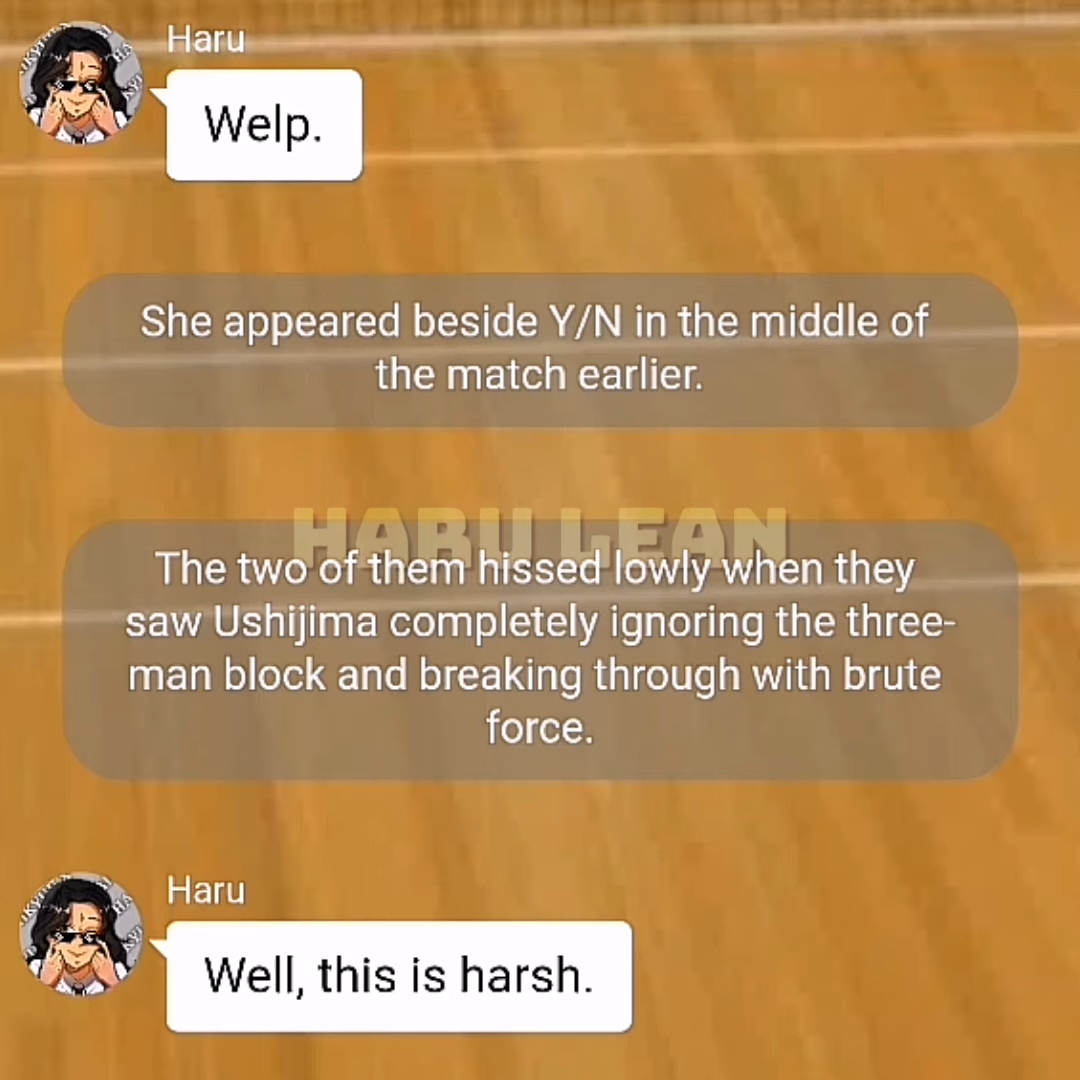 Haru
Welp.
She appeared beside Y/N in the middle of
the match earlier.
HARU LEAN
The two of them hissed lowly when they
saw Ushijima completely ignoring the three-
man block and breaking through with brute
force.
Haru
Well, this is harsh.